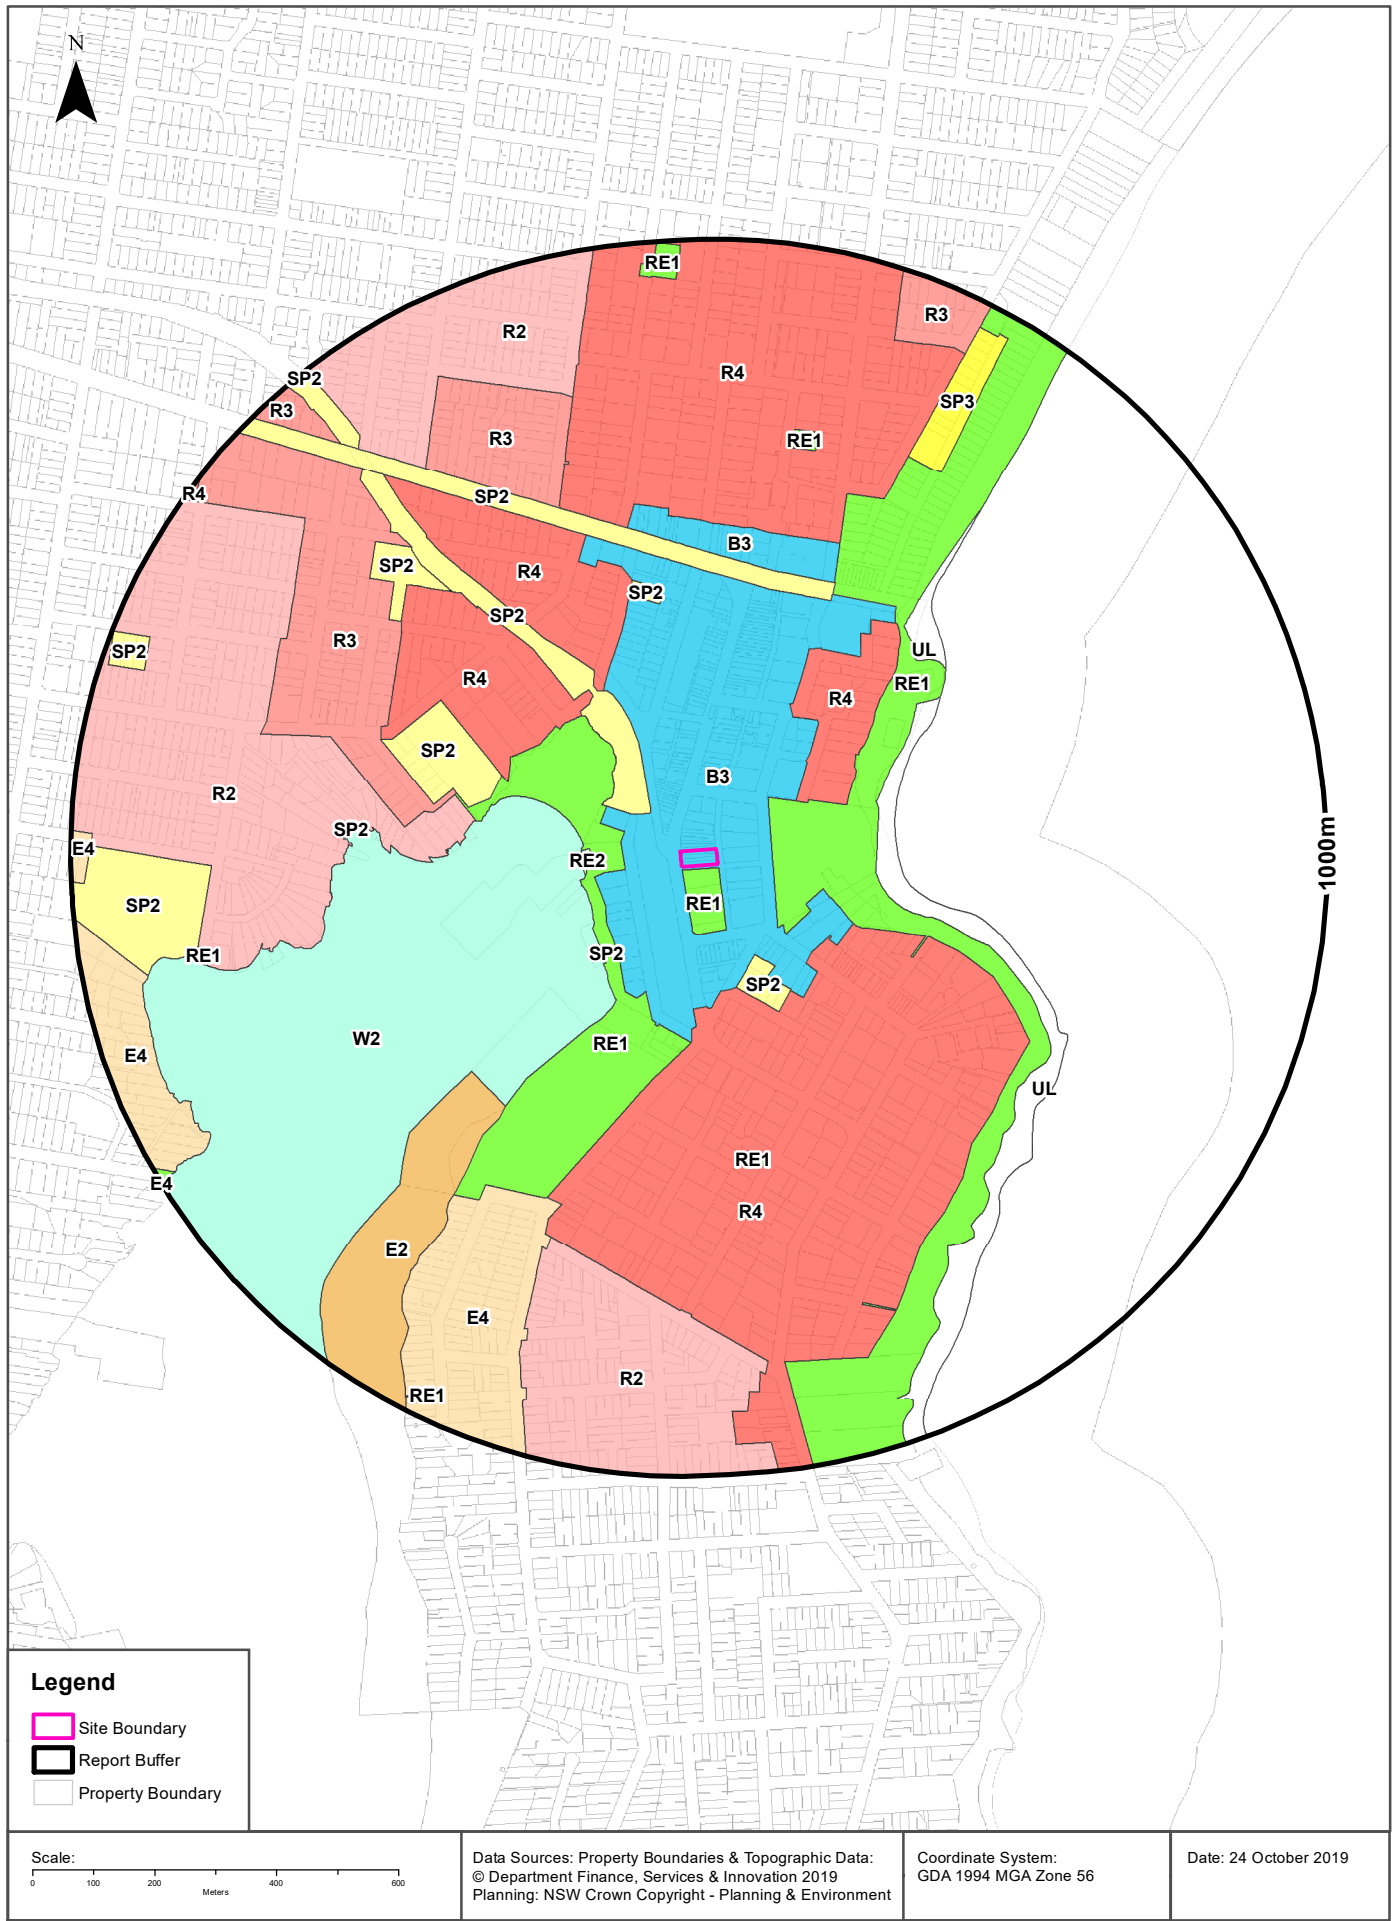 N
RE1
R3
R2
R4
SP2
SP3
R3
R3
RE1
R4
SP2
B3
SP2
R4
SP2
SP2
R3
SP2
UL
R4
RE1
R4
SP2
B3
R2
SP2
E4
RE2
1000m
SP2
RE1
RE1
SP2
SP2
W2
RE1
E4
UL
RE1
E4
R4
E2
E4
R2
RE1
Legend
Site Boundary
Report Buffer
Property Boundary
Scale:
0 100 200 400 600
Meters
Data Sources: Property Boundaries & Topographic Data:
© Department Finance, Services & Innovation 2019
Planning: NSW Crown Copyright - Planning & Environment
Coordinate System:
GDA 1994 MGA Zone 56
Date: 24 October 2019